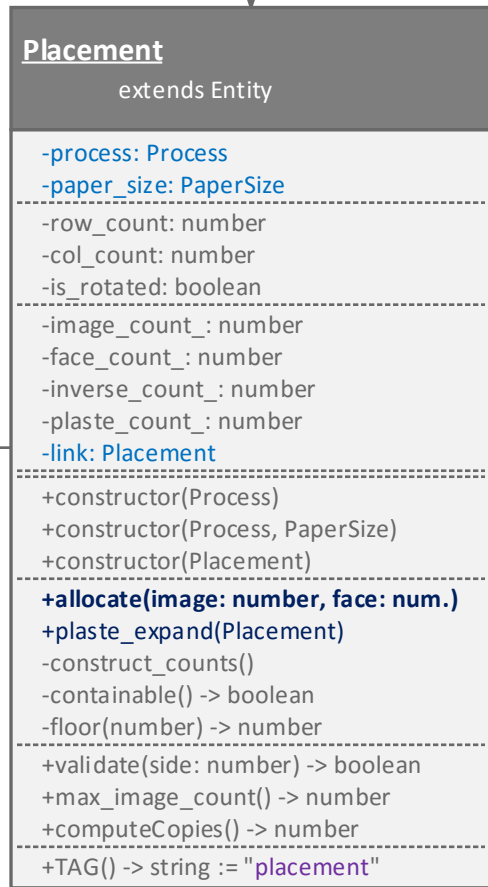 Placement
extends Entity
-process: Process
-paper_size: PaperSize
-row_count: number
-col_count: number
-is_rotated: boolean
-image_count_: number
-face_count_: number
-inverse_count_: number
-plaste_count_: number
-link: Placement
+constructor(Process)
+constructor(Process, PaperSize)
+constructor(Placement)
+allocate(image: number, face: num.)
+plaste_expand(Placement)
-construct_counts()
-containable() -> boolean
-floor(number) -> number
+validate(side: number) -> boolean
+max_image_count() -> number
+computeCopies() -> number
+TAG() -> string := "placement"